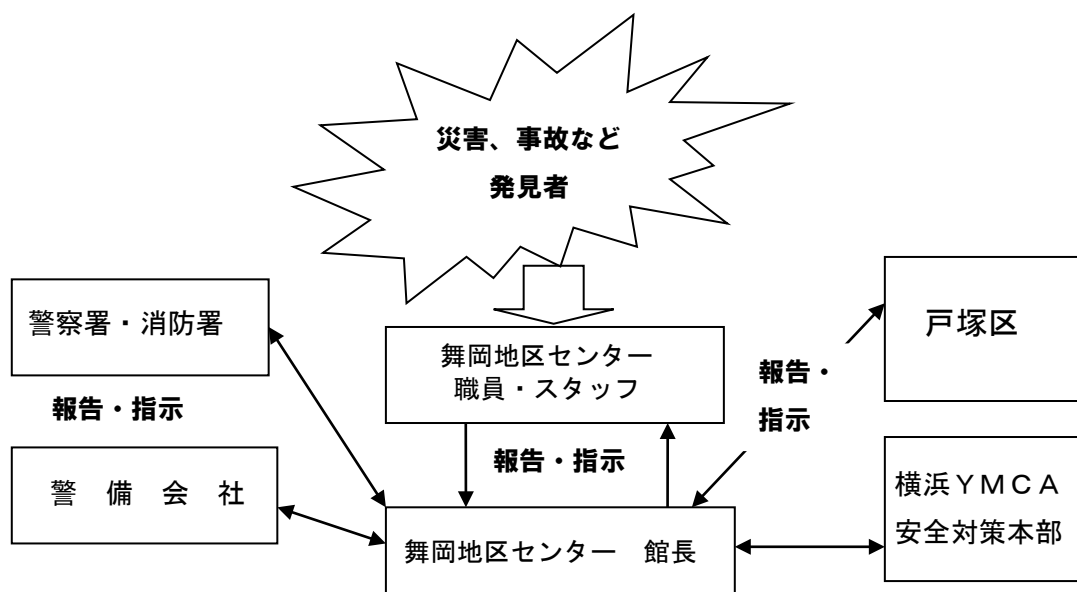 災害、事故など
発見者
警察署・消防署
戸塚区
舞岡地区センター
職員・スタッフ
報告・
指示
報告・指示
報告・指示
警　備　会　社
横浜ＹＭＣＡ
安全対策本部
舞岡地区センター　館長